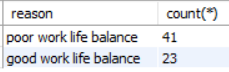 reason count(*)
poor work life balance 41
good work life balance 23